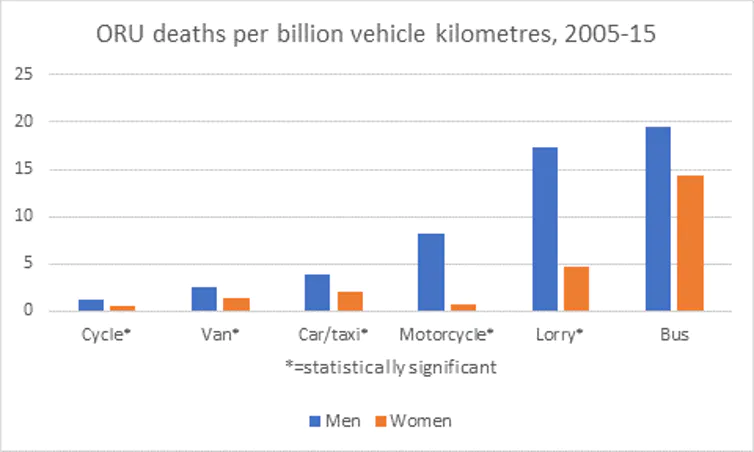 ORU deaths per billion vehicle kilometres, 2005-15
25
20
15
10
5
0
Cycle* Van* Car/taxi* Motorcycle* Lorry* Bus
*=statistically significant
Men Women